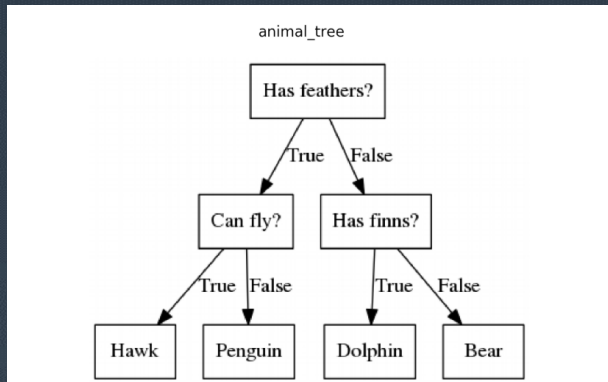 animal_tree
Has feathers?
True
False
Can fly?
Has finns?
True
False
True
False
Hawk
Penguin
Dolphin
Bear